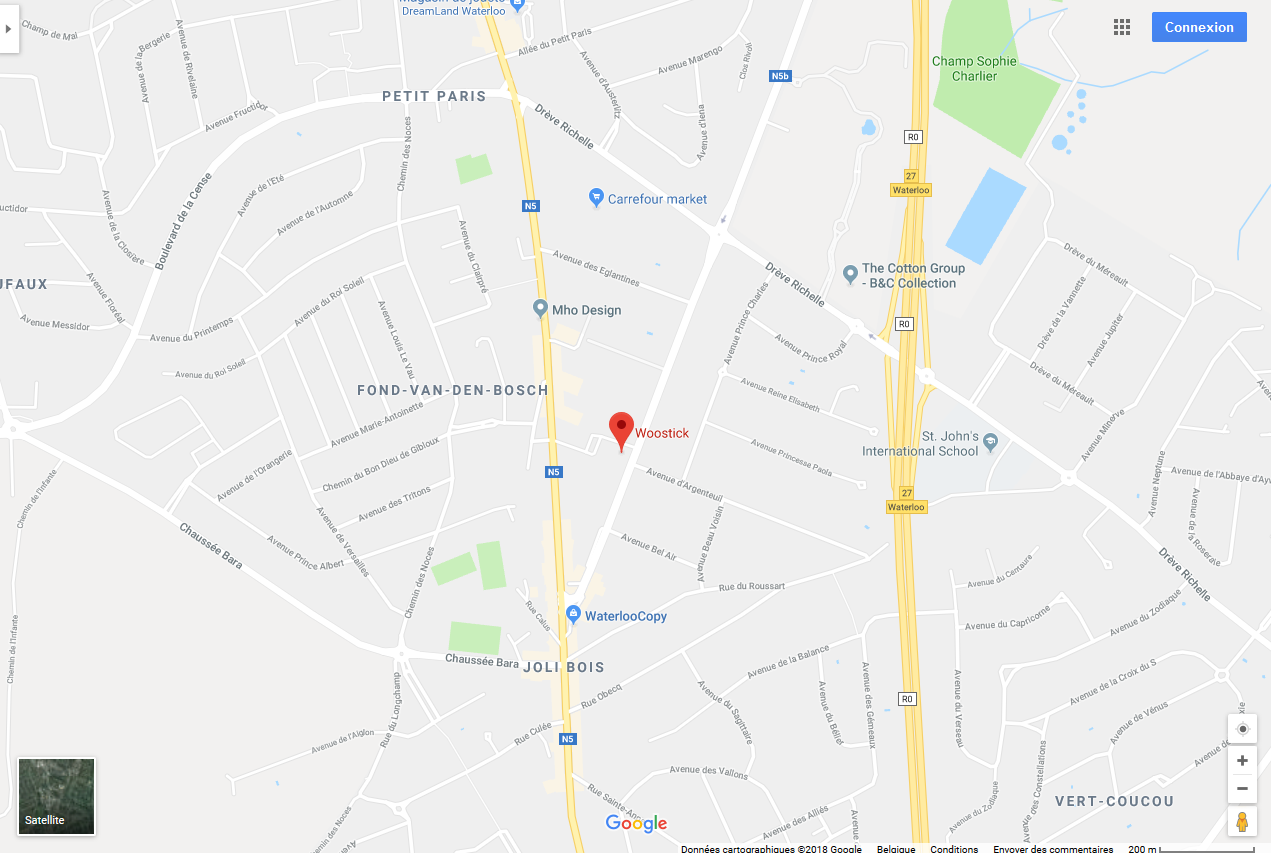 Magasin de jouets
DreamLand Waterloo
Champ de Mal
Avenue de la Bergerie
Avenue de Rivelaine
Allée du Petit Paris
Avenue d'Austerlitz
Avenue Marengo
Clos Rivoli
N5b
Connexion
Champ Sophie
Charlier
PETIT PARIS
Avenue Fructidor
Chemin des Noces
Drève Richelle
Avenue d'Iena
R0
27
Waterloo
Avenue de l'Eté
Avenue de l'Automne
Boulevard de la Cense
uctidor
Avenue de la Closière
N5
Carrefour market
Avenue du Clairpré
Avenue des Eglantines
Drève Richelle
The Cotton Group
- B&C Collection
Drève du Méreault
UFAUX
Avenue Floréal
Avenue Messidor
Avenue du Printemps
Avenue du Roi Soleil
Avenue Louis Le Vau
Mho Design
Avenue Prince Charles
Avenue Prince Royal
R0
Drève de la Vannette
Avenue Jupiter
Avenue du Roi Soleil
FOND-VAN-DEN-BOSCH
Avenue Reine Elisabeth
Drève du Méreault
Avenue Marie-Antoinette
Woostick
Avenue Minerve
St. John's
International School
Avenue de l'Orangerie
Chemin du Bon Dieu de Gibloux
Avenue Princesse Paola
Avenue Neptune
Avenue de l'Abbaye d'Ayw
Chemin de l'Infante
N5
Avenue d'Argenteuil
Avenue des Tritons
Avenue de Versailles
27
Waterloo
Avenue de la Roseraie
Chaussée Bara
Avenue Prince Albert
Avenue Bel Air
Avenue Beau Voisin
Chemin des Noces
Rue du Roussart
Avenue du Centaure
Drève Richelle
Rue Calus
WaterlooCopy
Avenue du Capricorne
Avenue du Zodiaque
Chemin de l'Infante
Chaussée Bara
JOLI BOIS
Avenue de la Balance
Avenue de la Croix du S
Rue du Longchamp
Rue Obecq
Avenue du Sagittaire
Avenue du Bélier
Avenue des Gémeaux
R0
Avenue du Verseau
Avenue de Vénus
Avenue de l'Aiglon
Rue Culée
N5
Avenue des Vallons
Avenue des Constellations
Avenue du Zodiaque
VERT-COUCOU
Rue Sainte-Anne
Avenue des Alliés
Satellite
Google
Données cartographiques ©2018 Google
Belgique
Conditions
Envoyer des commentaires
200 m